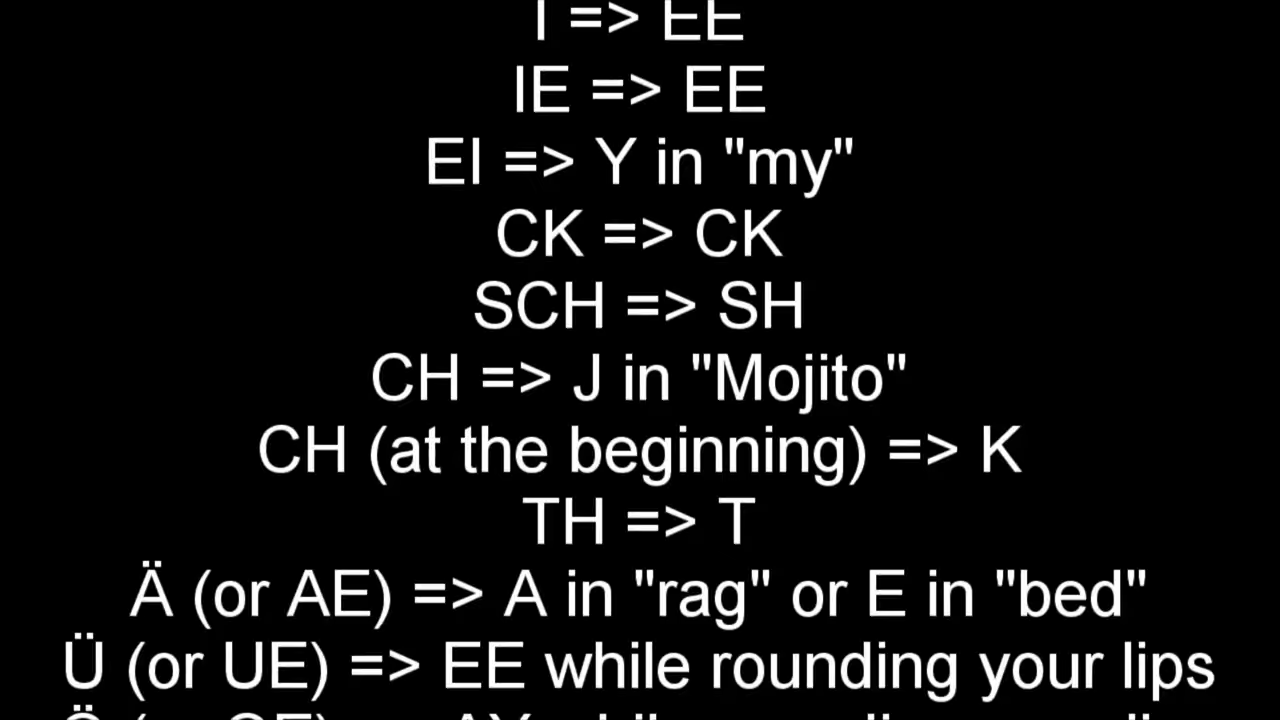 I => EE
IE => EE
EI => Y in "my"
CK => CK
SCH => SH
CH => J in "Mojito"
CH (at the beginning) => K
TH => T
Ä (or AE) => A in "rag" or E in "bed"
Ü (or UE) => EE while rounding your lips